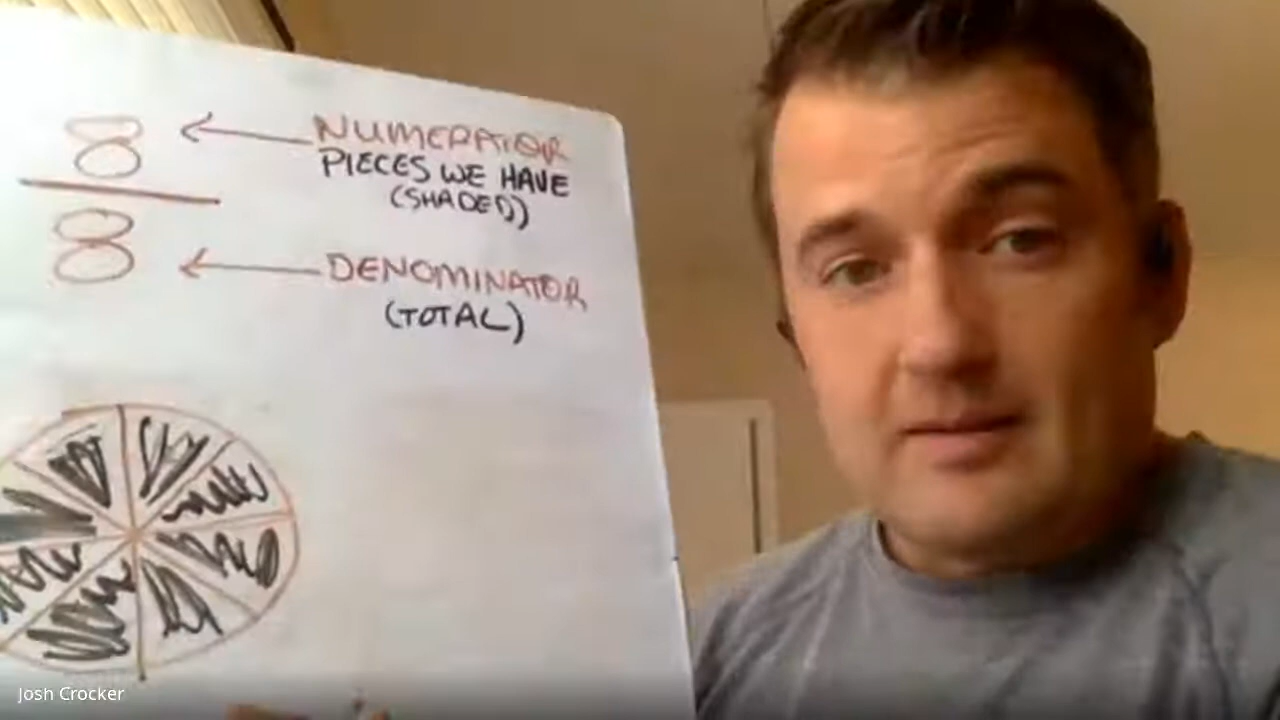 8
NUMERATOR
PIECES WE HAVE
(SHADED)
8
DENOMINATOR
(TOTAL)
Josh Crocker